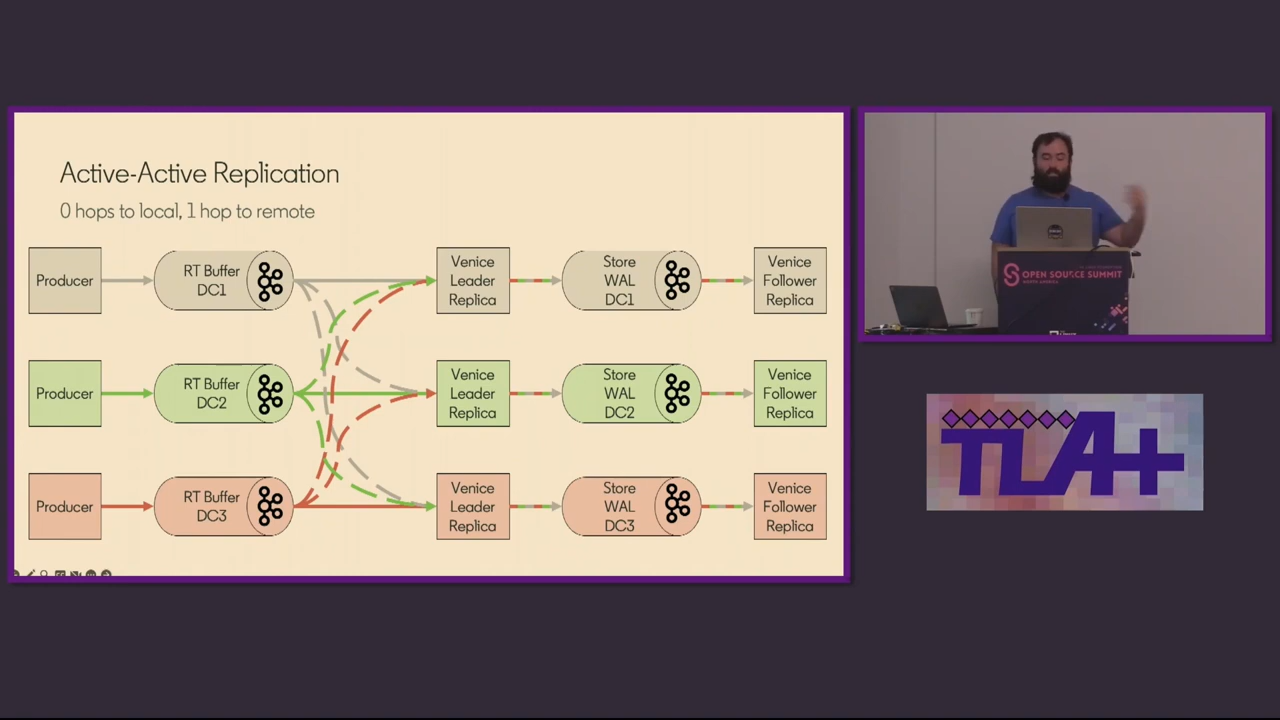 Active-Active Replication
0 hops to local, 1 hop to remote
Producer
RT Buffer
DC1
Venice
Leader
Replica
Store
WAL
DC1
Venice
Follower
Replica
Producer
RT Buffer
DC2
Venice
Leader
Replica
Store
WAL
DC2
Venice
Follower
Replica
Producer
RT Buffer
DC3
Venice
Leader
Replica
Store
WAL
DC3
Venice
Follower
Replica
OPEN SOURCE SUMMIT
NORTH AMERICA
TLA+